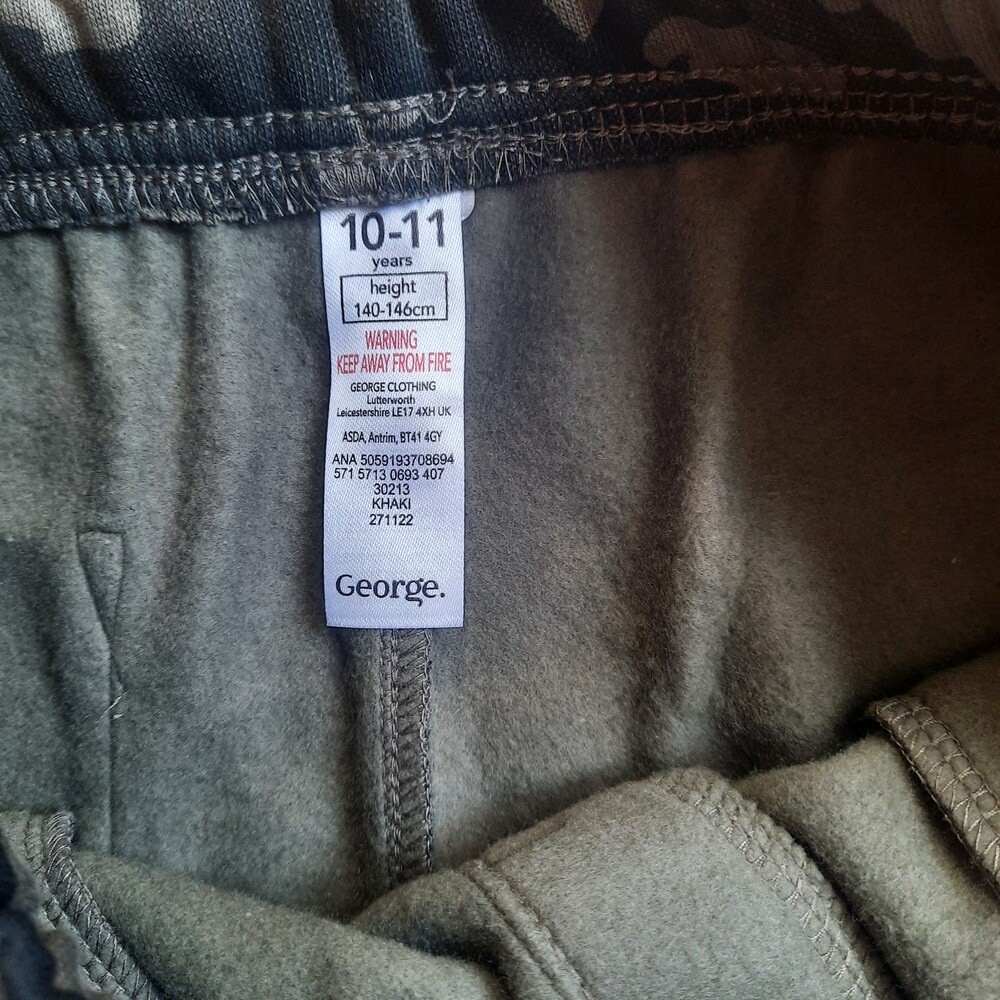 10-11
years
height
140-146cm
WARNING
KEEP AWAY FROM FIRE
GEORGE CLOTHING
Lutterworth
Leicestershire LE17 4XH UK
ASDA, Antrim, BT41 4GY
ANA 5059193708694
571 5713 0693 407
30213
KHAKI
271122
George.